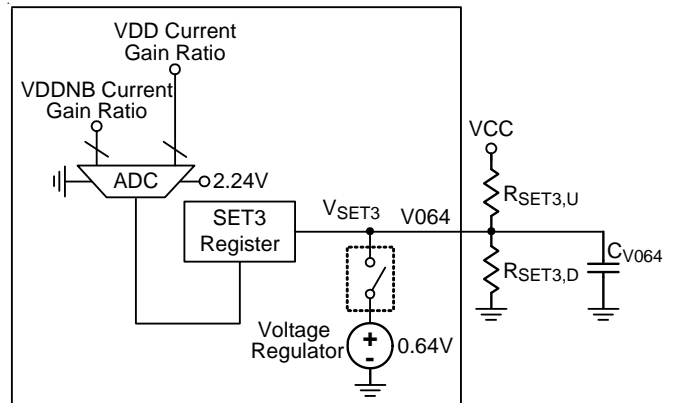 VDD Current
Gain Ratio
VDDNB Current
Gain Ratio
VCC
ADC
2.24V
RSET3,U
SET3
Register
VSET3
V064
RSET3,D
CV064
Voltage
Regulator
+
-
0.64V